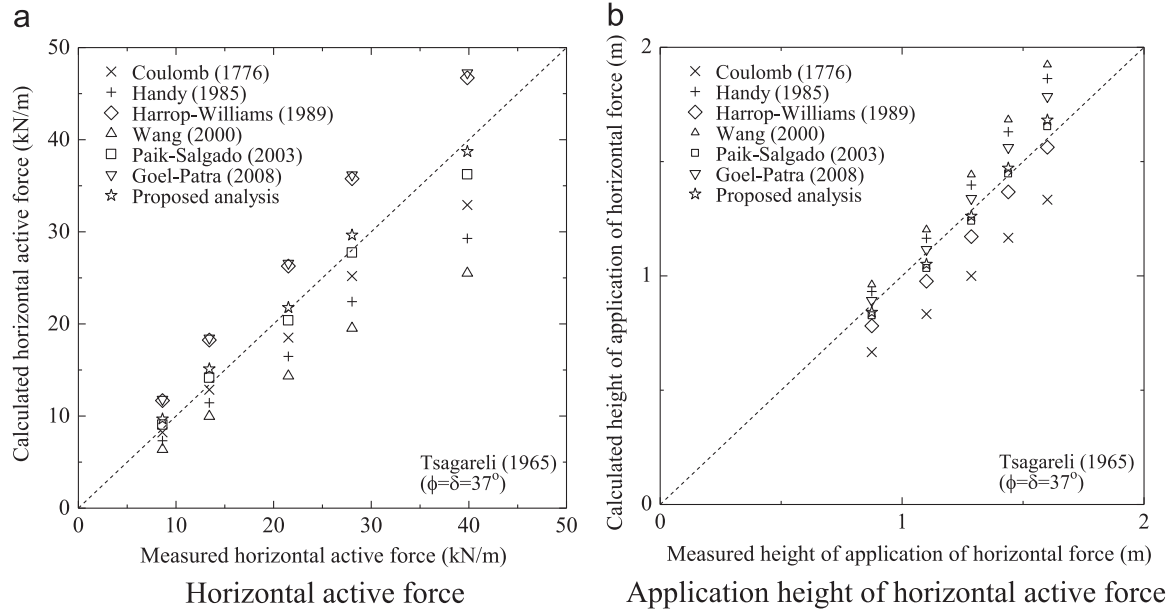 a
Calculated horizontal active force (kN/m)
50
40
30
20
10
0
Coulomb (1776)
Handy (1985)
Harrop-Williams (1989)
Wang (2000)
Paik-Salgado (2003)
Goel-Patra (2008)
Proposed analysis
Tsagareli (1965)
(ϕ=δ=37°)
0 10 20 30 40 50
Measured horizontal active force (kN/m)
Horizontal active force
b
Calculated height of application of horizontal force (m)
2
1
0
Coulomb (1776)
Handy (1985)
Harrop-Williams (1989)
Wang (2000)
Paik-Salgado (2003)
Goel-Patra (2008)
Proposed analysis
Tsagareli (1965)
(ϕ=δ=37°)
0 1 2
Measured height of application of horizontal force (m)
Application height of horizontal active force